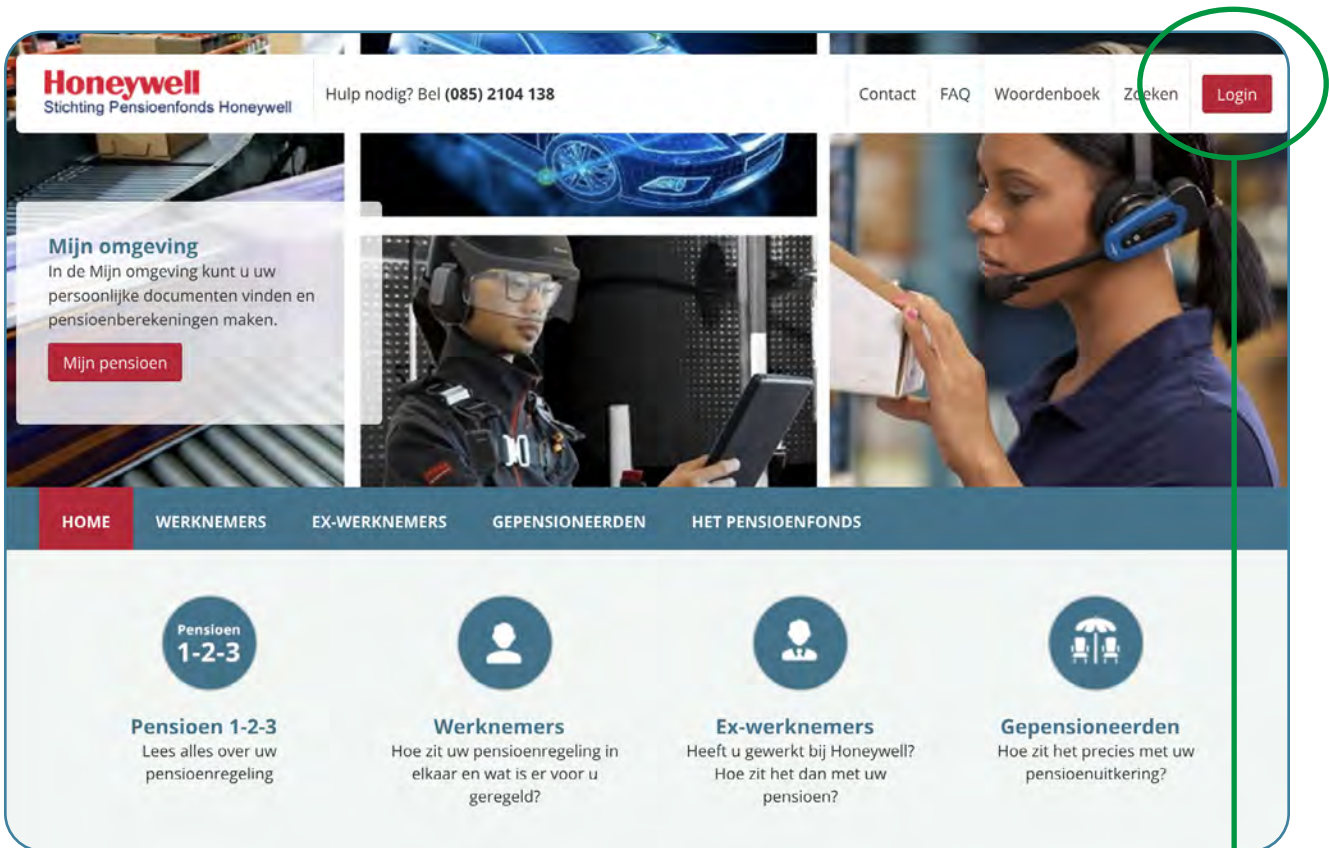 Honeywell
Stichting Pensioenfonds Honeywell
Hulp nodig? Bel (085) 2104 138
Contact
FAQ
Woordenboek
Zoeken
Login
Mijn omgeving
In de Mijn omgeving kunt u uw
persoonlijke documenten vinden en
pensioenberekeningen maken.
Mijn pensioen
HOME
WERKNEMERS
EX-WERKNEMERS
GEPENSIONEERDEN
HET PENSIOENFONDS
Pensioen
1-2-3
Pensioen 1-2-3
Lees alles over uw
pensioenregeling
Werknemers
Hoe zit uw pensioenregeling in
elkaar en wat is er voor u
geregeld?
Ex-werknemers
Heeft u gewerkt bij Honeywell?
Hoe zit het dan met uw
pensioen?
Gepensioneerden
Hoe zit het precies met uw
pensioenuitkering?